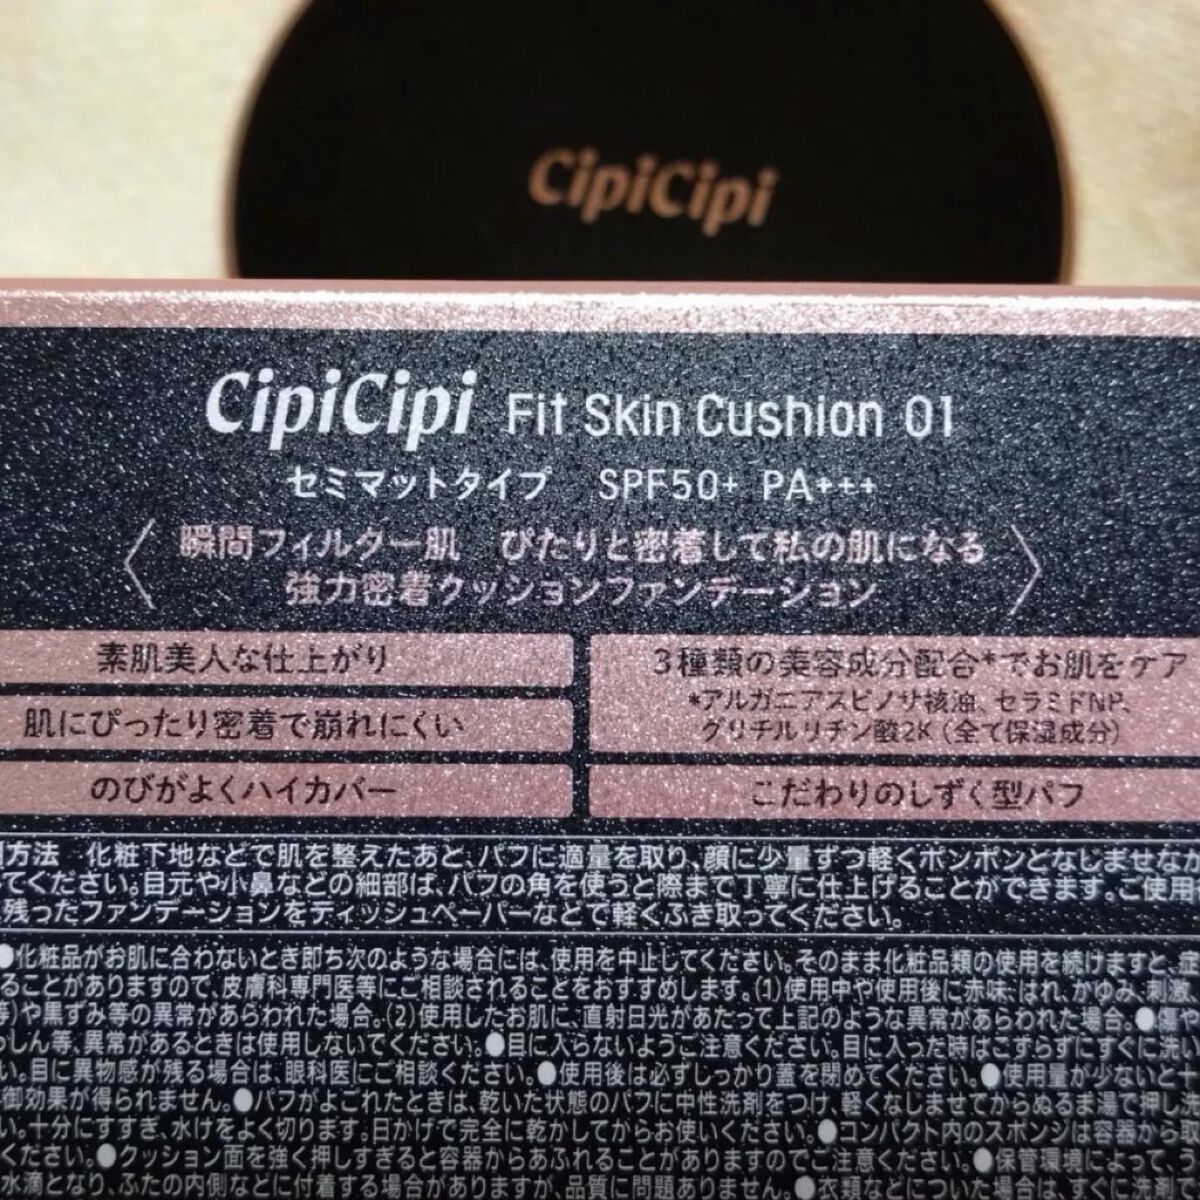 CipiCipi
CipiCipi Fit Skin Cushion 01
セミマットタイプ SPF50+ PA+++
瞬間フィルター肌 ぴたりと密着して私の肌になる
強力密着クッションファンデーション
素肌美人な仕上がり
肌にぴったり密着で崩れにくい
のびがよくハイカバー
3種類の美容成分配合*でお肌をケア
*アルガニアスピノサ核油、セラミドNP、
グリチルリチン酸2K(全て保湿成分)
こだわりのしずく型パフ
方法 化粧下地などで肌を整えたあと、パフに適量を取り、顔に少量ずつ軽くポンポンとなじませなが
てください。目元や小鼻などの細部は、パフの角を使うと際まで丁寧に仕上げることができます。ご使用
残ったファンデーションをティッシュペーパーなどで軽くふき取ってください。
●化粧品がお肌に合わないとき即ち次のような場合には、使用を中止してください。そのまま化粧品類の使用を続けますと、症
ることがありますので、皮膚科専門医等にご相談されることをおすすめします。(1)使用中や使用後に赤味、はれ、かゆみ、刺激、
等)や黒ずみ等の異常があらわれた場合。(2)使用したお肌に、直射日光があたって上記のような異常があらわれた場合。●傷や
っしん等、異常があるときは使用しないでください。●目に入らないようご注意ください。目に入った時はこすらずにすぐに洗い
い。目に異物感が残る場合は、眼科医にご相談ください。●使用後は必ずしっかり蓋を閉めてください。●使用量が少ないと十
御効果が得られません。●パフがよごれたときは、乾いた状態のパフに中性洗剤をつけ、軽くなじませてからぬるま湯で押し洗
い。十分にすすぎ、水けをよく切ります。日かげで完全に乾かしてからお使いください。●コンパクト内のスポンジは容器から取
ください。●クッション面を強く押しすぎると容器からあふれることがありますのでご注意ください。●保管環境によって、う
水滴となり、ふたの内側などに付着する場合がありますが、品質に問題ありません。●衣類などについた場合は、すぐに洗剤で